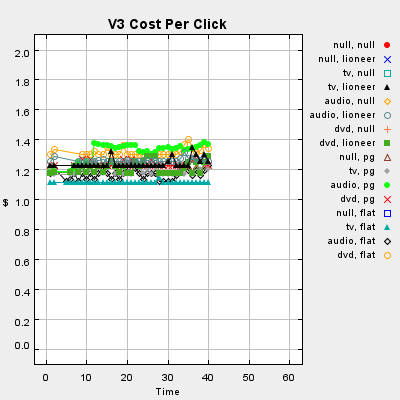 V3 Cost Per Click
2.0
1.8
1.6
1.4
1.2
1.0
0.8
0.6
0.4
0.2
0.0
$
0 10 20 30 40 50 60
Time
null, null
null, lioneer
tv, null
tv, lioneer
audio, null
audio, lioneer
dvd, null
dvd, lioneer
null, pg
tv, pg
audio, pg
dvd, pg
null, flat
tv, flat
audio, flat
dvd, flat